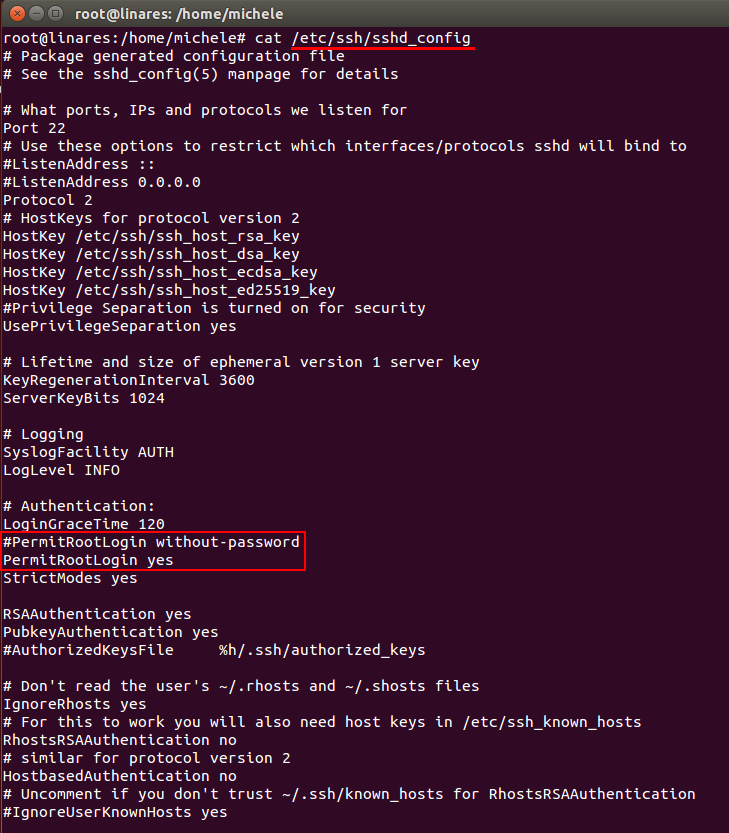 root@linares: /home/michele
root@linares:/home/michele# cat /etc/ssh/sshd_config
# Package generated configuration file
# See the sshd_config(5) manpage for details
# What ports, IPs and protocols we listen for
Port 22
# Use these options to restrict which interfaces/protocols sshd will bind to
#ListenAddress ::
#ListenAddress 0.0.0.0
Protocol 2
# HostKeys for protocol version 2
HostKey /etc/ssh/ssh_host_rsa_key
HostKey /etc/ssh/ssh_host_dsa_key
HostKey /etc/ssh/ssh_host_ecdsa_key
HostKey /etc/ssh/ssh_host_ed25519_key
#Privilege Separation is turned on for security
UsePrivilegeSeparation yes
# Lifetime and size of ephemeral version 1 server key
KeyRegenerationInterval 3600
ServerKeyBits 1024
# Logging
SyslogFacility AUTH
LogLevel INFO
# Authentication:
LoginGraceTime 120
#PermitRootLogin without-password
PermitRootLogin yes
StrictModes yes
RSAAuthentication yes
PubkeyAuthentication yes
#AuthorizedKeysFile     %h/.ssh/authorized_keys
# Don't read the user's ~/.rhosts and ~/.shosts files
IgnoreRhosts yes
# For this to work you will also need host keys in /etc/ssh_known_hosts
RhostsRSAAuthentication no
# similar for protocol version 2
HostbasedAuthentication no
# Uncomment if you don't trust ~/.ssh/known_hosts for RhostsRSAAuthentication
#IgnoreUserKnownHosts yes